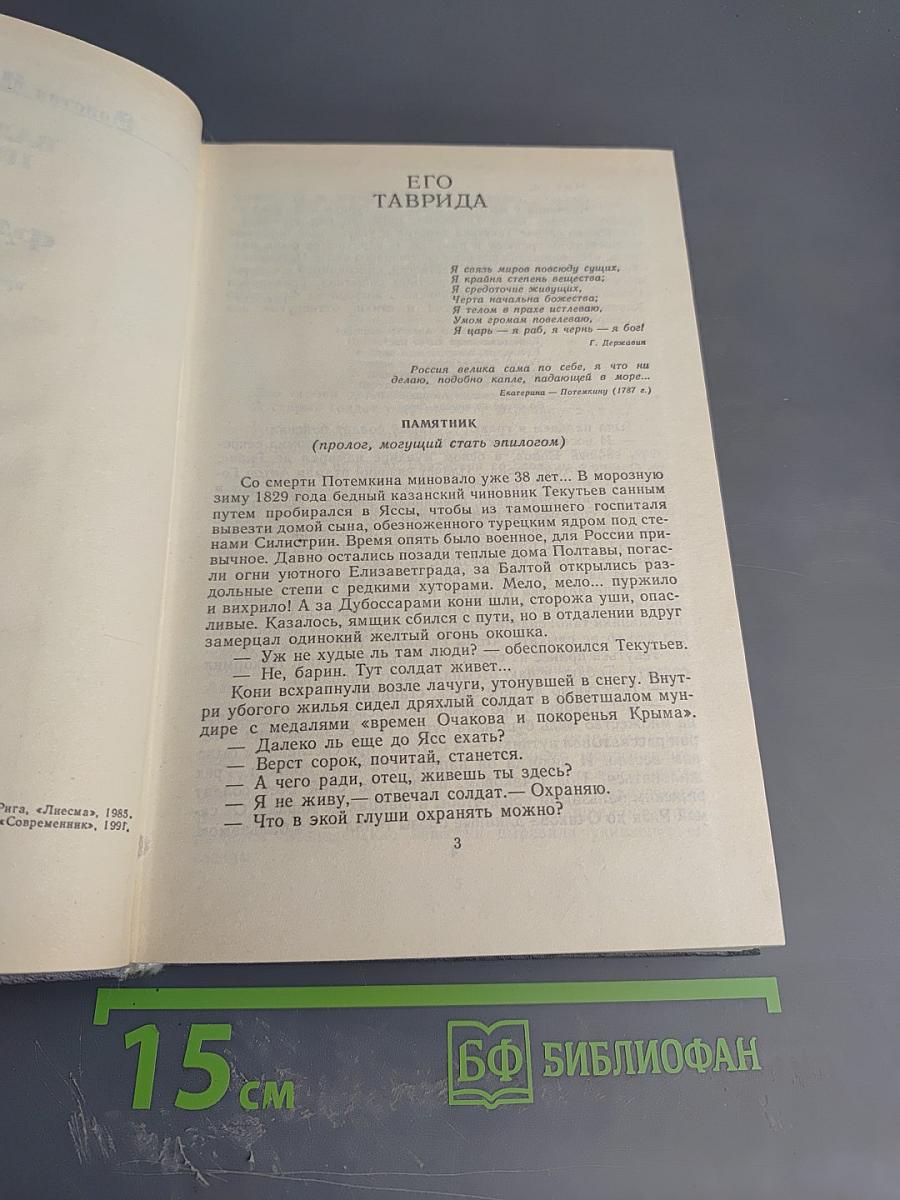 Рига, «Лиесма», 1985.
«Современник», 1991.
ЕГО
ТАВРИДА
Я связь миров повсюду сущих,
Я крайня степень вещества;
Я средоточие живущих,
Черта начальна божества;
Я телом в прахе истлеваю,
Умом громам повелеваю,
Я царь — я раб, я червь — я бог!
Г. Державин
Россия велика сама по себе, я что ни
делаю, подобно капле, падающей в море...
Екатерина — Потемкину (1787 г.)
ПАМЯТНИК
(пролог, могущий стать эпилогом)
Со смерти Потемкина миновало уже 38 лет... В морозную
зиму 1829 года бедный казанский чиновник Текутьев санным
путем пробирался в Яссы, чтобы из тамошнего госпиталя
вывезти домой сына, обезноженного турецким ядром под сте-
нами Силистрии. Время опять было военное, для России при-
вычное. Давно остались позади теплые дома Полтавы, погас-
ли огни уютного Елизаветграда, за Балтой открылись раз-
дольные степи с редкими хуторами. Мело, мело... пуржило
и вихрило! А за Дубоссарами кони шли, сторожа уши, опас-
ливые. Казалось, ямщик сбился с пути, но в отдалении вдруг
замерцал одинокий желтый огонь окошка.
— Уж не худые ль там люди? — обеспокоился Текутьев.
— Не, барин. Тут солдат живет...
Кони всхрапнули возле лачуги, утонувшей в снегу. Внут-
ри убогого жилья сидел дряхлый солдат в обветшалом мун-
дире с медалями «времен Очакова и покоренья Крыма».
— Далеко ль еще до Ясс ехать?
— Верст сорок, почитай, станется.
— А чего ради, отец, живешь ты здесь?
— Я не живу,— отвечал солдат.— Охраняю.
— Что в экой глуши охранять можно?
3
15 см
БФ БИБЛИОФАН